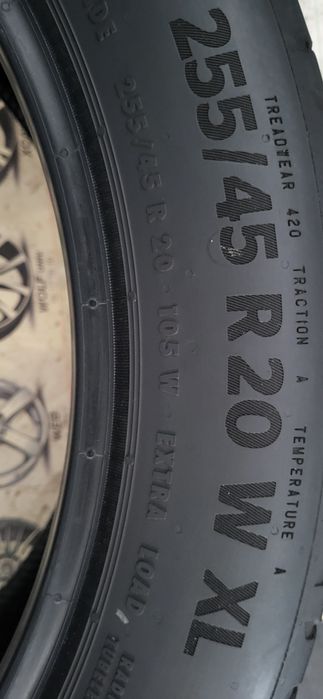 TREADWEAR 420 TRACTION A TEMPERATURE A
255/45 R 20 W XL
255/45 R 20 - 105 W - EXTRA LOAD